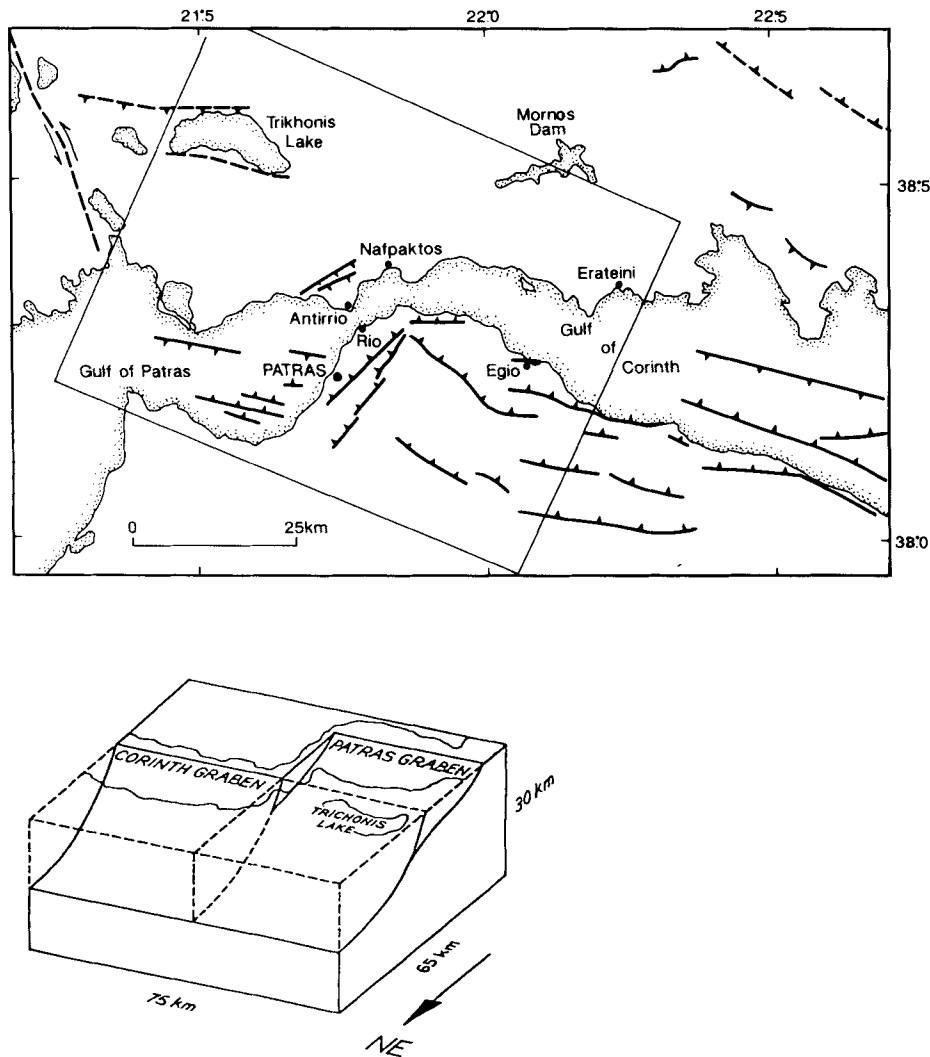 21°5
22°0
22°5
Trikhonis
Lake
Mornos
Dam
38°5
Nafpaktos
Erateini
Antirrio
Rio
Gulf
of
Corinth
Gulf of Patras
PATRAS
Egio
0
25km
38°0
CORINTH GRABEN
PATRAS GRABEN
TRICHONIS
LAKE
30 km
65 km
75 km
NE